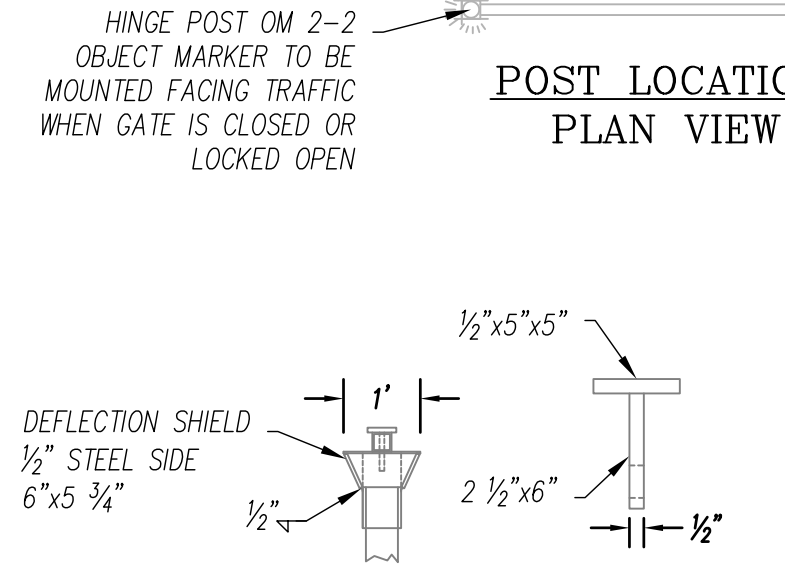 HINGE POST OM 2-2
OBJECT MARKER TO BE
MOUNTED FACING TRAFFIC
WHEN GATE IS CLOSED OR
LOCKED OPEN
POST LOCATIO
PLAN VIEW
½"x5"x5"
1'
DEFLECTION SHIELD
½" STEEL SIDE
6"x5 ¾"
½"
2 ½"x6"
½"